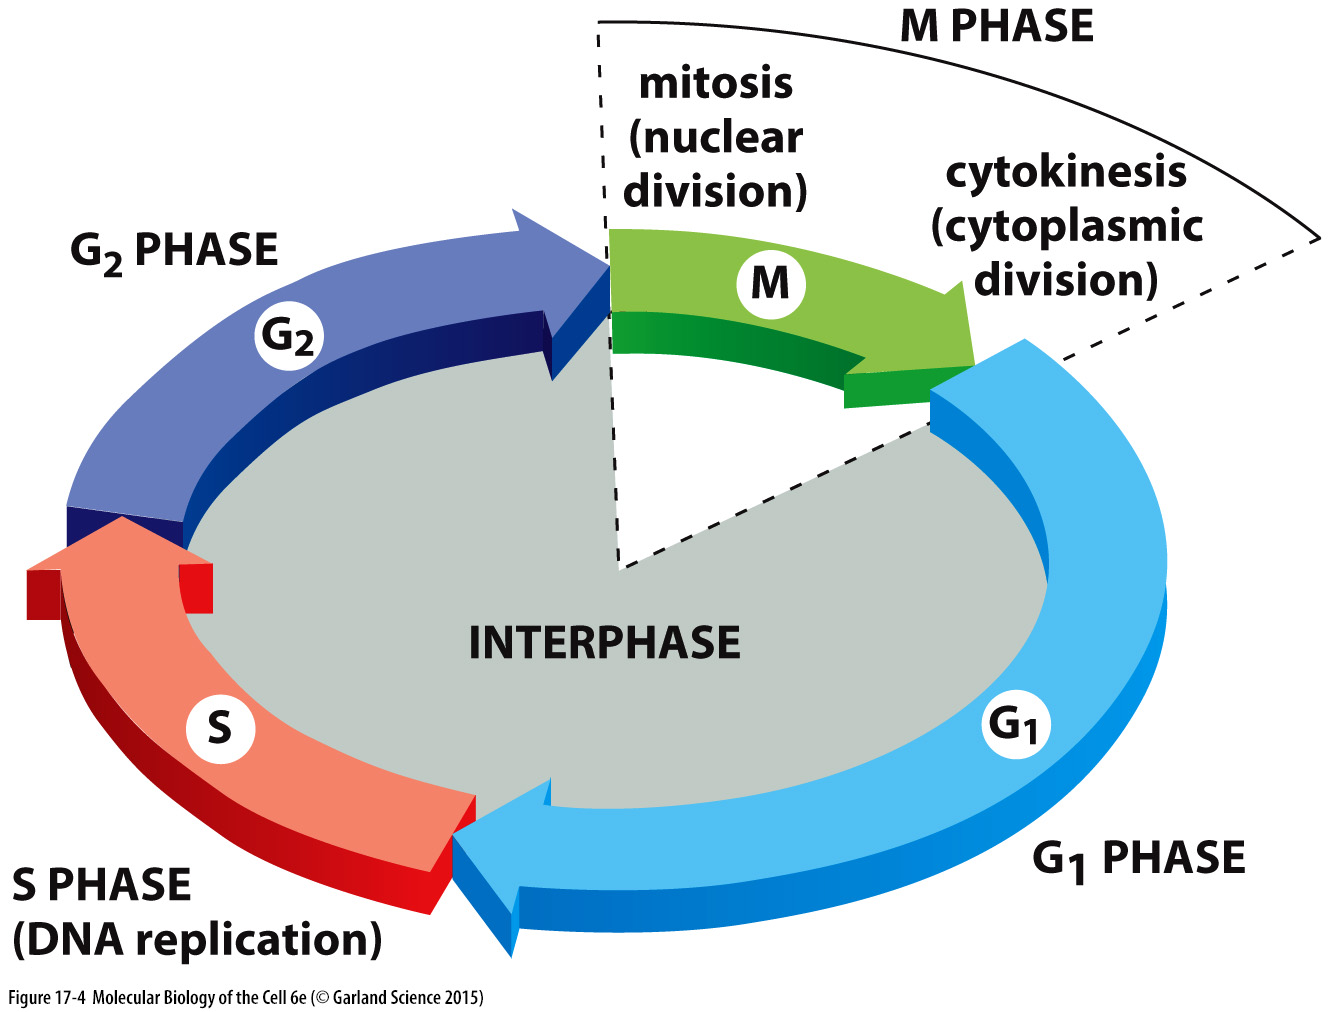 M PHASE
mitosis
(nuclear
division)
cytokinesis
(cytoplasmic
division)
G2 PHASE
M
G2
INTERPHASE
S
G1
G1 PHASE
S PHASE
(DNA replication)
Figure 17-4 Molecular Biology of the Cell 6e (© Garland Science 2015)